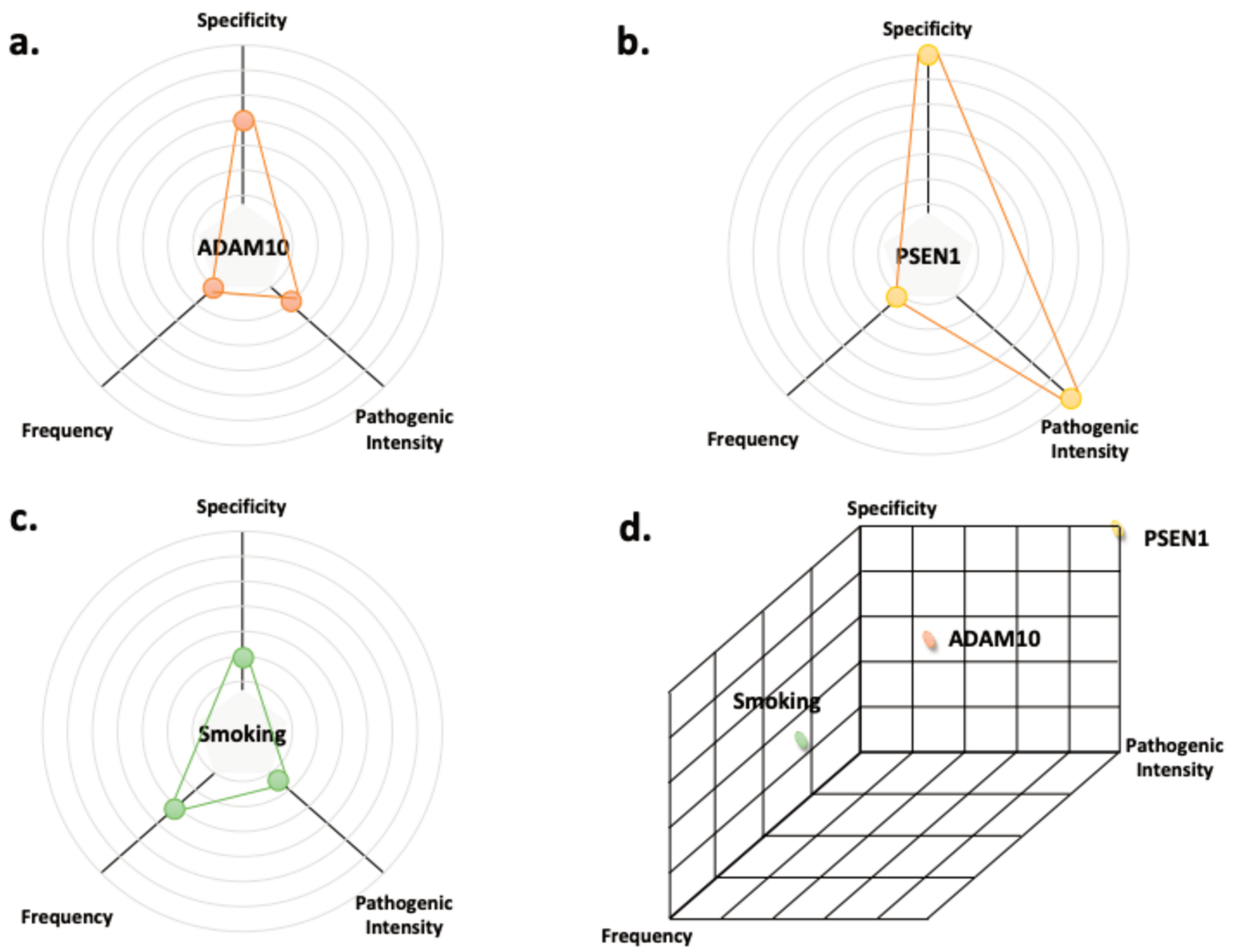 a.
Specificity
ADAM10
Frequency
Pathogenic
Intensity
b.
Specificity
PSEN1
Frequency
Pathogenic
Intensity
c.
Specificity
Smoking
Frequency
Pathogenic
Intensity
d.
Specificity
PSEN1
ADAM10
Smoking
Pathogenic
Intensity
Frequency